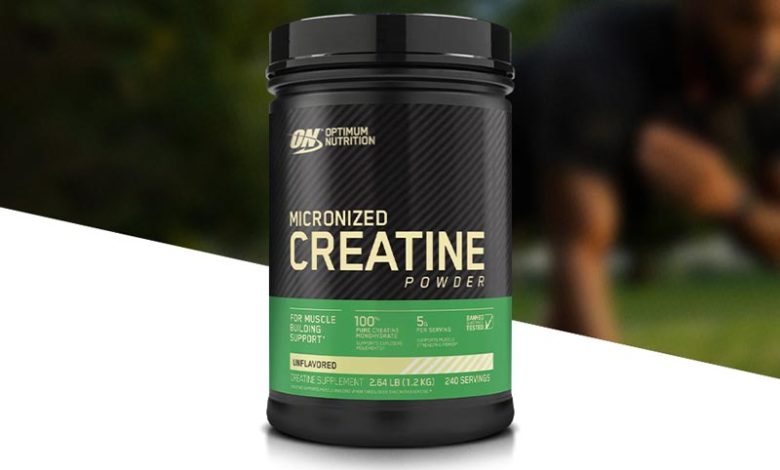 ON OPTIMUM
NUTRITION
MICRONIZED
CREATINE
POWDER
FOR MUSCLE
BUILDING
SUPPORT*
100%
PURE CREATINE
MONOHYDRATE
5G
PER SERVING
BANNED
TESTED
UNFLAVORED
CREATINE SUPPLEMENT 2.64 LB (1.2 KG) 240 SERVINGS